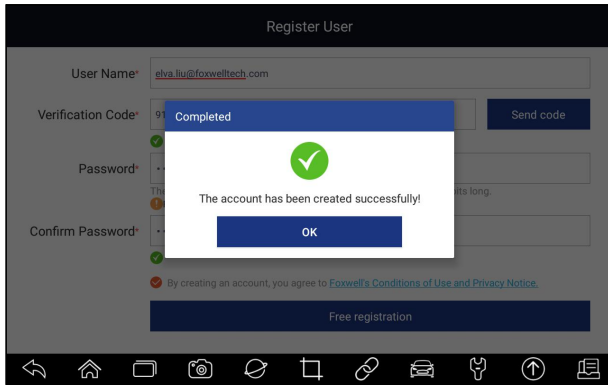 Register User
User Name*
elva.liu@foxwelltech.com
Verification Code*
91
Send code
Completed
Password*
The
its long.
The account has been created successfully!
OK
Confirm Password*
By creating an account, you agree to Foxwell's Conditions of Use and Privacy Notice.
Free registration